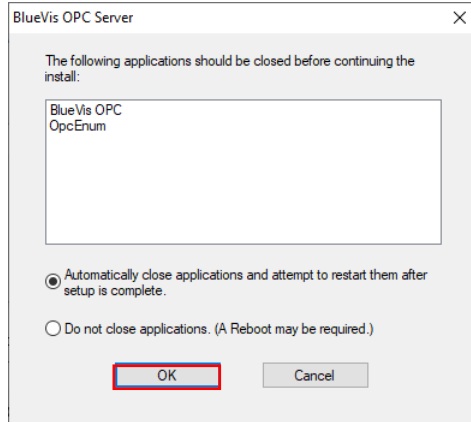 BlueVis OPC Server
The following applications should be closed before continuing the
install:
BlueVis OPC
OpcEnum
Automatically close applications and attempt to restart them after
setup is complete.
Do not close applications. (A Reboot may be required.)
OK
Cancel